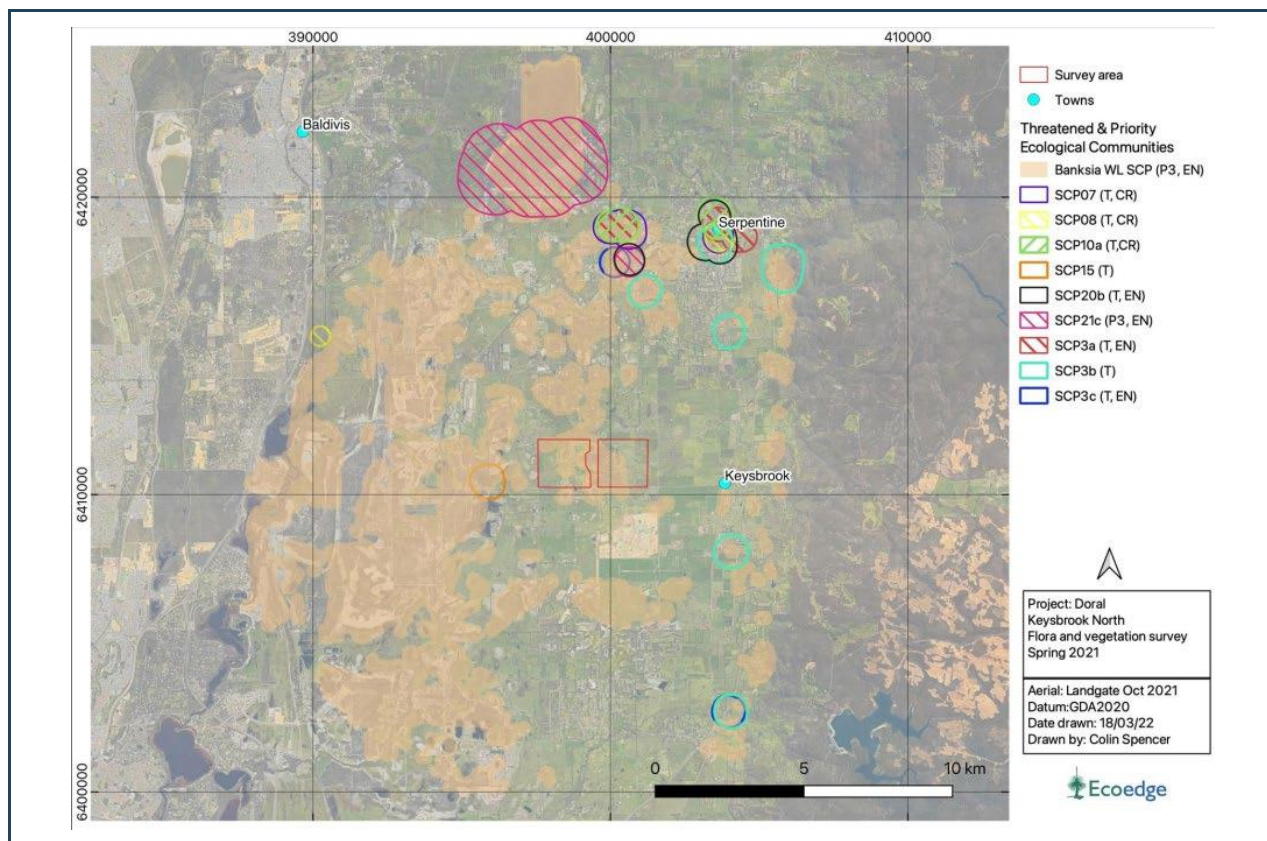 390000
400000
410000
Baldivis
6420000
Serpentine
6410000
Keysbrook
6400000
0
5
10 km
Survey area
Towns
Threatened & Priority
Ecological Communities
Banksia WL SCP (P3, EN)
SCP07 (T, CR)
SCP08 (T, CR)
SCP10a (T,CR)
SCP15 (T)
SCP20b (T, EN)
SCP21c (P3, EN)
SCP3a (T, EN)
SCP3b (T)
SCP3c (T, EN)
Project: Doral
Keysbrook North
Flora and vegetation survey
Spring 2021
Aerial: Landgate Oct 2021
Datum:GDA2020
Date drawn: 18/03/22
Drawn by: Colin Spencer
Ecoedge